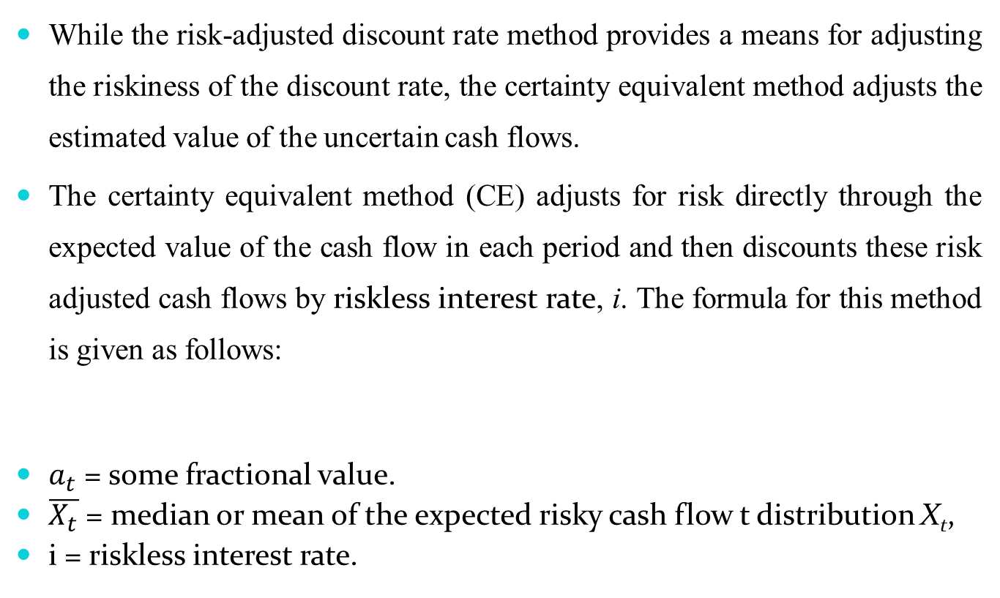 • While the risk-adjusted discount rate method provides a means for adjusting
the riskiness of the discount rate, the certainty equivalent method adjusts the
estimated value of the uncertain cash flows.
• The certainty equivalent method (CE) adjusts for risk directly through the
expected value of the cash flow in each period and then discounts these risk
adjusted cash flows by riskless interest rate, i. The formula for this method
is given as follows:
• aₜ = some fractional value.
• X̅ₜ = median or mean of the expected risky cash flow t distribution Xₜ,
• i = riskless interest rate.